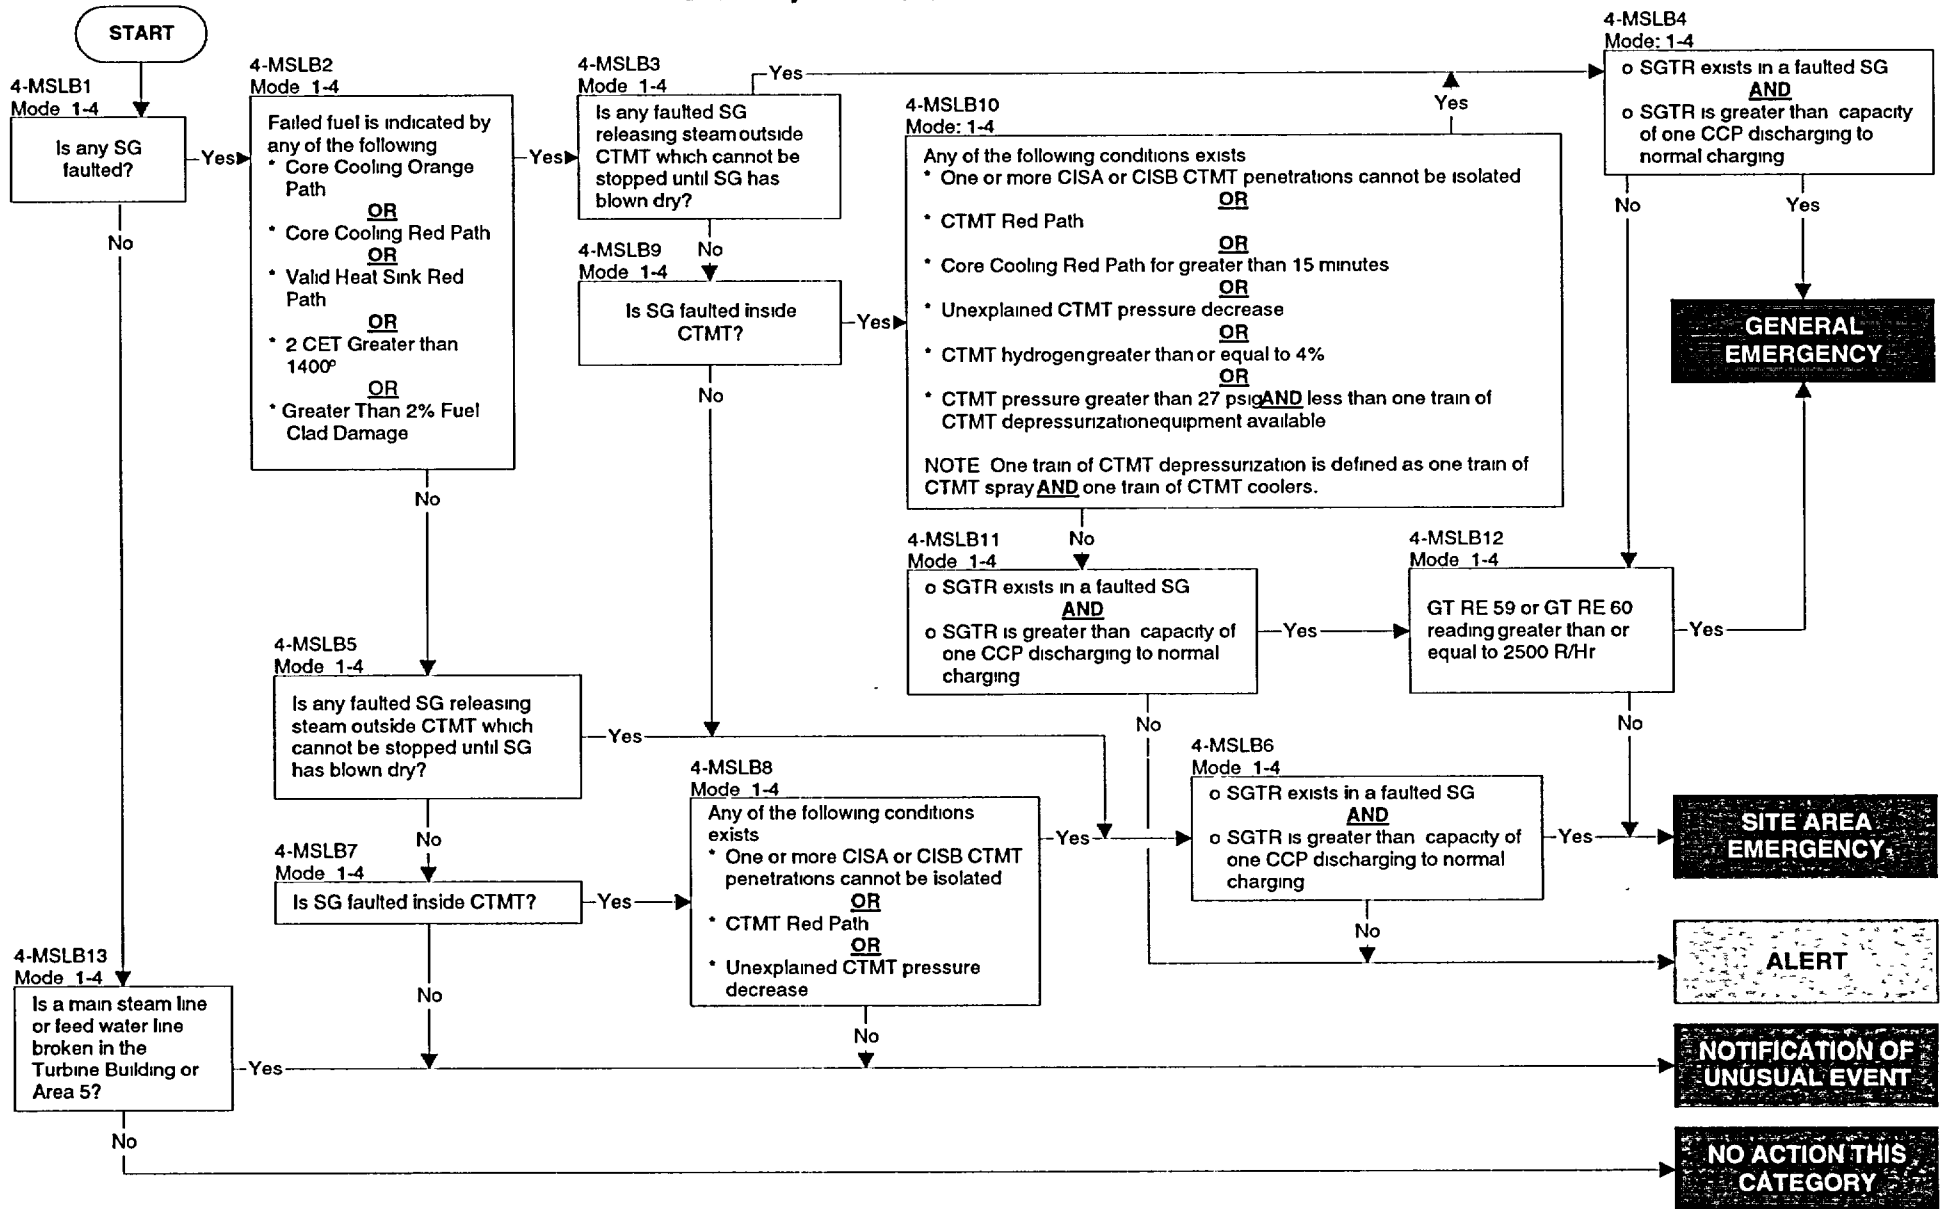 START
4-MSLB1
Mode 1-4
Is any SG
faulted?
Yes
No
4-MSLB2
Mode 1-4
Failed fuel is indicated by
any of the following
* Core Cooling Orange
Path
OR
* Core Cooling Red Path
OR
* Valid Heat Sink Red
Path
OR
* 2 CET Greater than
1400º
OR
* Greater Than 2% Fuel
Clad Damage
Yes
No
4-MSLB3
Mode 1-4
Is any faulted SG
releasing steam outside
CTMT which cannot be
stopped until SG has
blown dry?
Yes
No
4-MSLB9
Mode 1-4
Is SG faulted inside
CTMT?
Yes
No
4-MSLB10
Mode: 1-4
Any of the following conditions exists
* One or more CISA or CISB CTMT penetrations cannot be isolated
OR
* CTMT Red Path
OR
* Core Cooling Red Path for greater than 15 minutes
OR
* Unexplained CTMT pressure decrease
OR
* CTMT hydrogen greater than or equal to 4%
OR
* CTMT pressure greater than 27 psig AND less than one train of
CTMT depressurization equipment available
NOTE One train of CTMT depressurization is defined as one train of
CTMT spray AND one train of CTMT coolers.
Yes
No
4-MSLB4
Mode: 1-4
o SGTR exists in a faulted SG
AND
o SGTR is greater than capacity
of one CCP discharging to
normal charging
No
Yes
GENERAL
EMERGENCY
4-MSLB11
Mode 1-4
o SGTR exists in a faulted SG
AND
o SGTR is greater than capacity of
one CCP discharging to normal
charging
Yes
No
4-MSLB12
Mode 1-4
GT RE 59 or GT RE 60
reading greater than or
equal to 2500 R/Hr
Yes
No
4-MSLB5
Mode 1-4
Is any faulted SG releasing
steam outside CTMT which
cannot be stopped until SG
has blown dry?
Yes
No
4-MSLB7
Mode 1-4
Is SG faulted inside CTMT?
Yes
No
4-MSLB8
Mode 1-4
Any of the following conditions
exists
* One or more CISA or CISB CTMT
penetrations cannot be isolated
OR
* CTMT Red Path
OR
* Unexplained CTMT pressure
decrease
Yes
No
4-MSLB6
Mode 1-4
o SGTR exists in a faulted SG
AND
o SGTR is greater than capacity of
one CCP discharging to normal
charging
Yes
No
SITE AREA
EMERGENCY
ALERT
4-MSLB13
Mode 1-4
Is a main steam line
or feed water line
broken in the
Turbine Building or
Area 5?
Yes
No
NOTIFICATION OF
UNUSUAL EVENT
NO ACTION THIS
CATEGORY